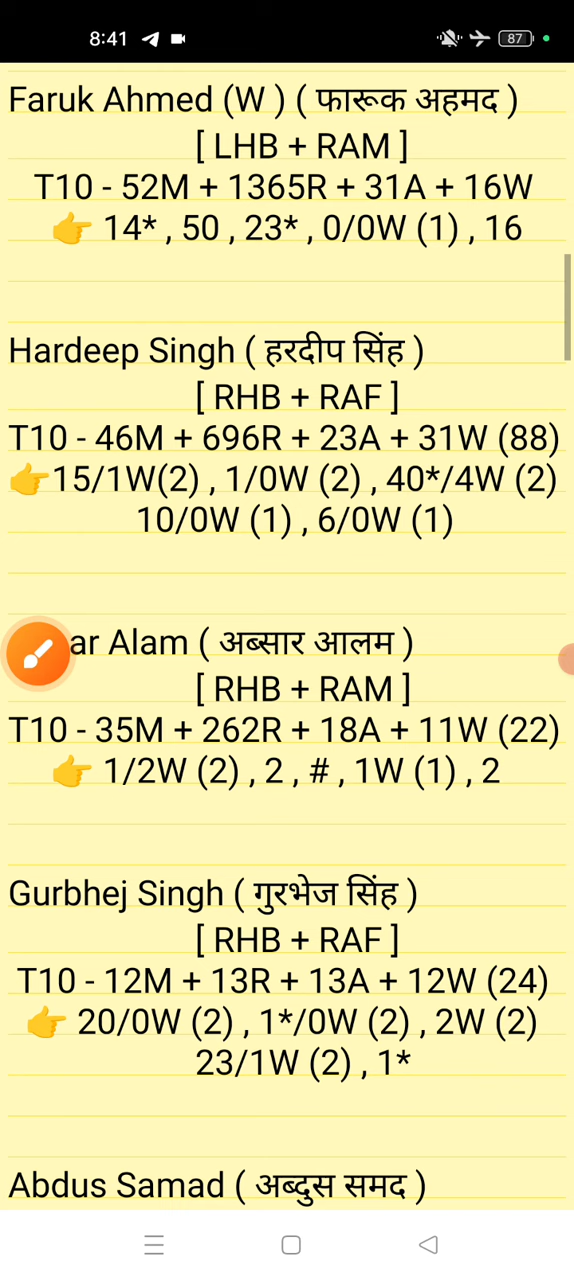 8:41
87
Faruk Ahmed (W ) ( फारूक अहमद )
[ LHB + RAM ]
T10 - 52M + 1365R + 31A + 16W
👉 14* , 50 , 23* , 0/0W (1) , 16
Hardeep Singh ( हरदीप सिंह )
[ RHB + RAF ]
T10 - 46M + 696R + 23A + 31W (88)
👉15/1W(2) , 1/0W (2) , 40*/4W (2)
10/0W (1) , 6/0W (1)
ar Alam ( अब्सार आलम )
[ RHB + RAM ]
T10 - 35M + 262R + 18A + 11W (22)
👉 1/2W (2) , 2 , # , 1W (1) , 2
Gurbhej Singh ( गुरभेज सिंह )
[ RHB + RAF ]
T10 - 12M + 13R + 13A + 12W (24)
👉 20/0W (2) , 1*/0W (2) , 2W (2)
23/1W (2) , 1*
Abdus Samad ( अब्दुस समद )